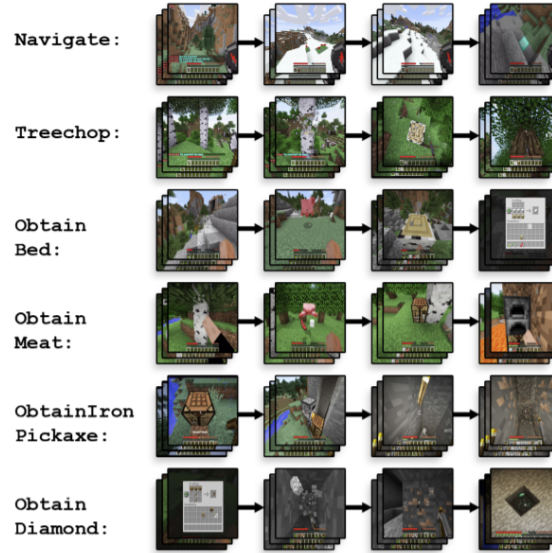 Navigate:
Treechop:
Obtain
Bed:
Obtain
Meat:
ObtainIron
Pickaxe:
Obtain
Diamond: